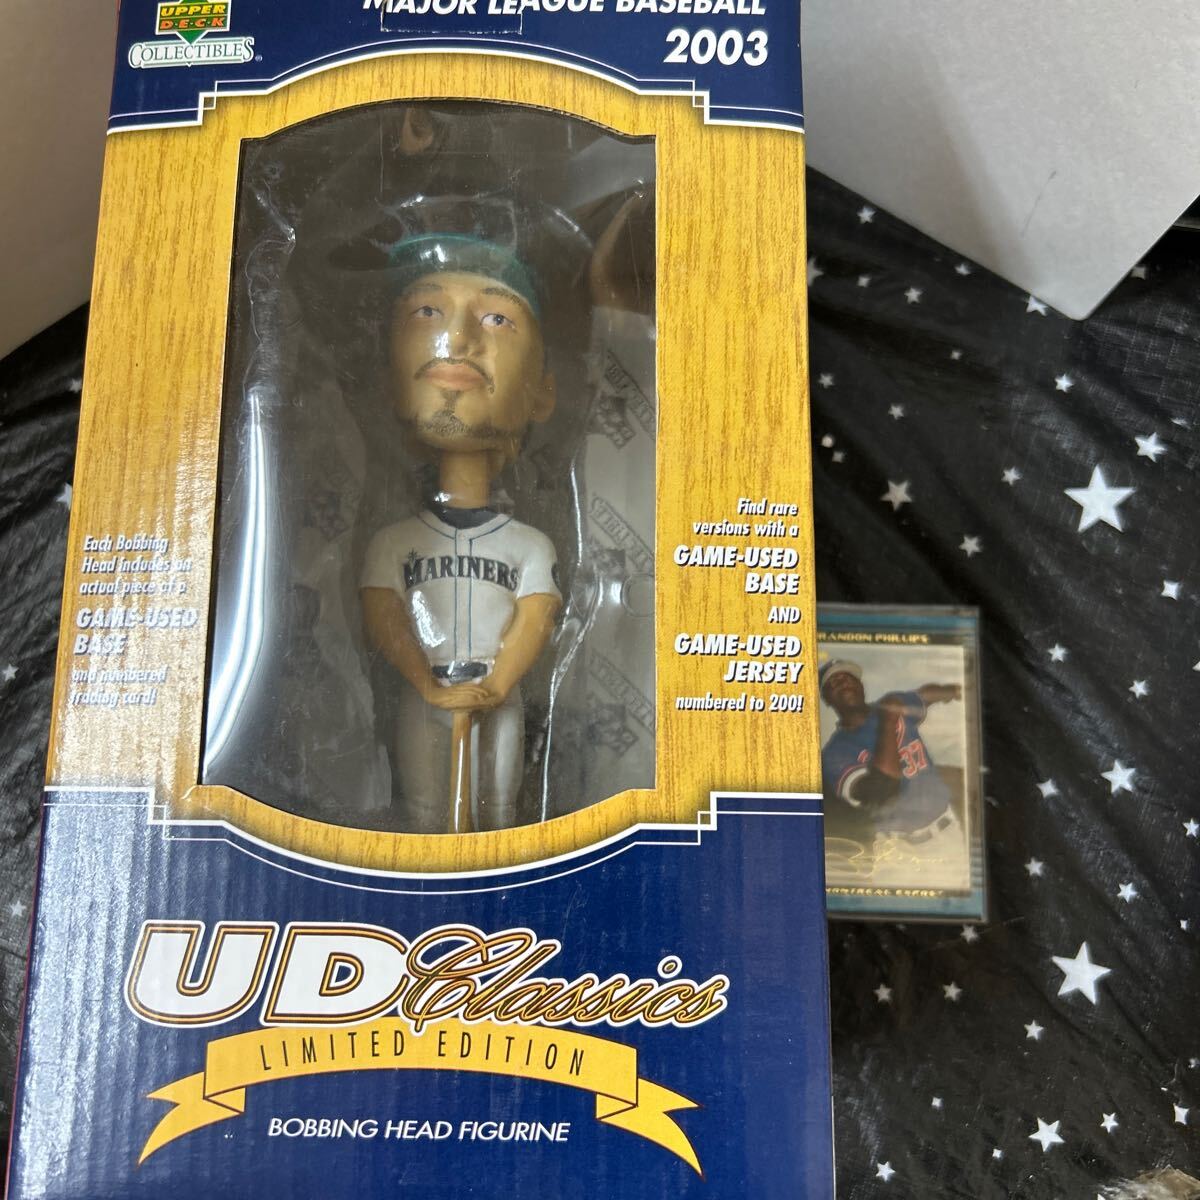 UPPER
DECK
COLLECTIBLES
MAJOR LEAGUE BASEBALL
2003
MARINERS
Each Bobbing
Head includes an
actual piece of a
GAME-USED
BASE
and numbered
trading card!
Find rare
versions with a
GAME-USED
BASE
AND
GAME-USED
JERSEY
numbered to 200!
UD Classics
LIMITED EDITION
BOBBING HEAD FIGURINE
BRANDON PHILLIPS
37
MONTREAL EXPOS